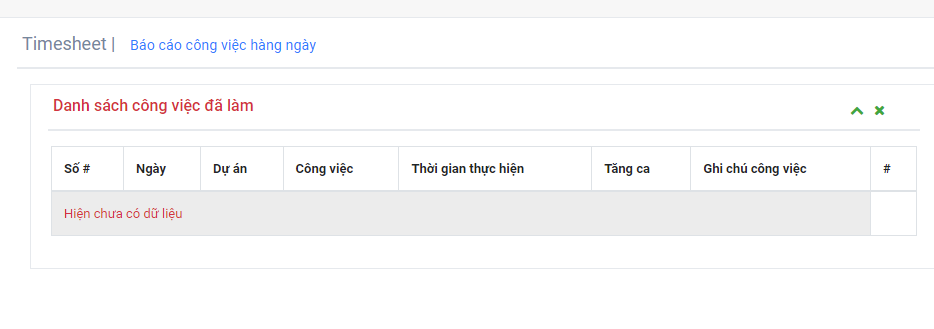 Timesheet | Báo cáo công việc hàng ngày
Danh sách công việc đã làm
Số # Ngày Dự án Công việc Thời gian thực hiện Tăng ca Ghi chú công việc #
Hiện chưa có dữ liệu